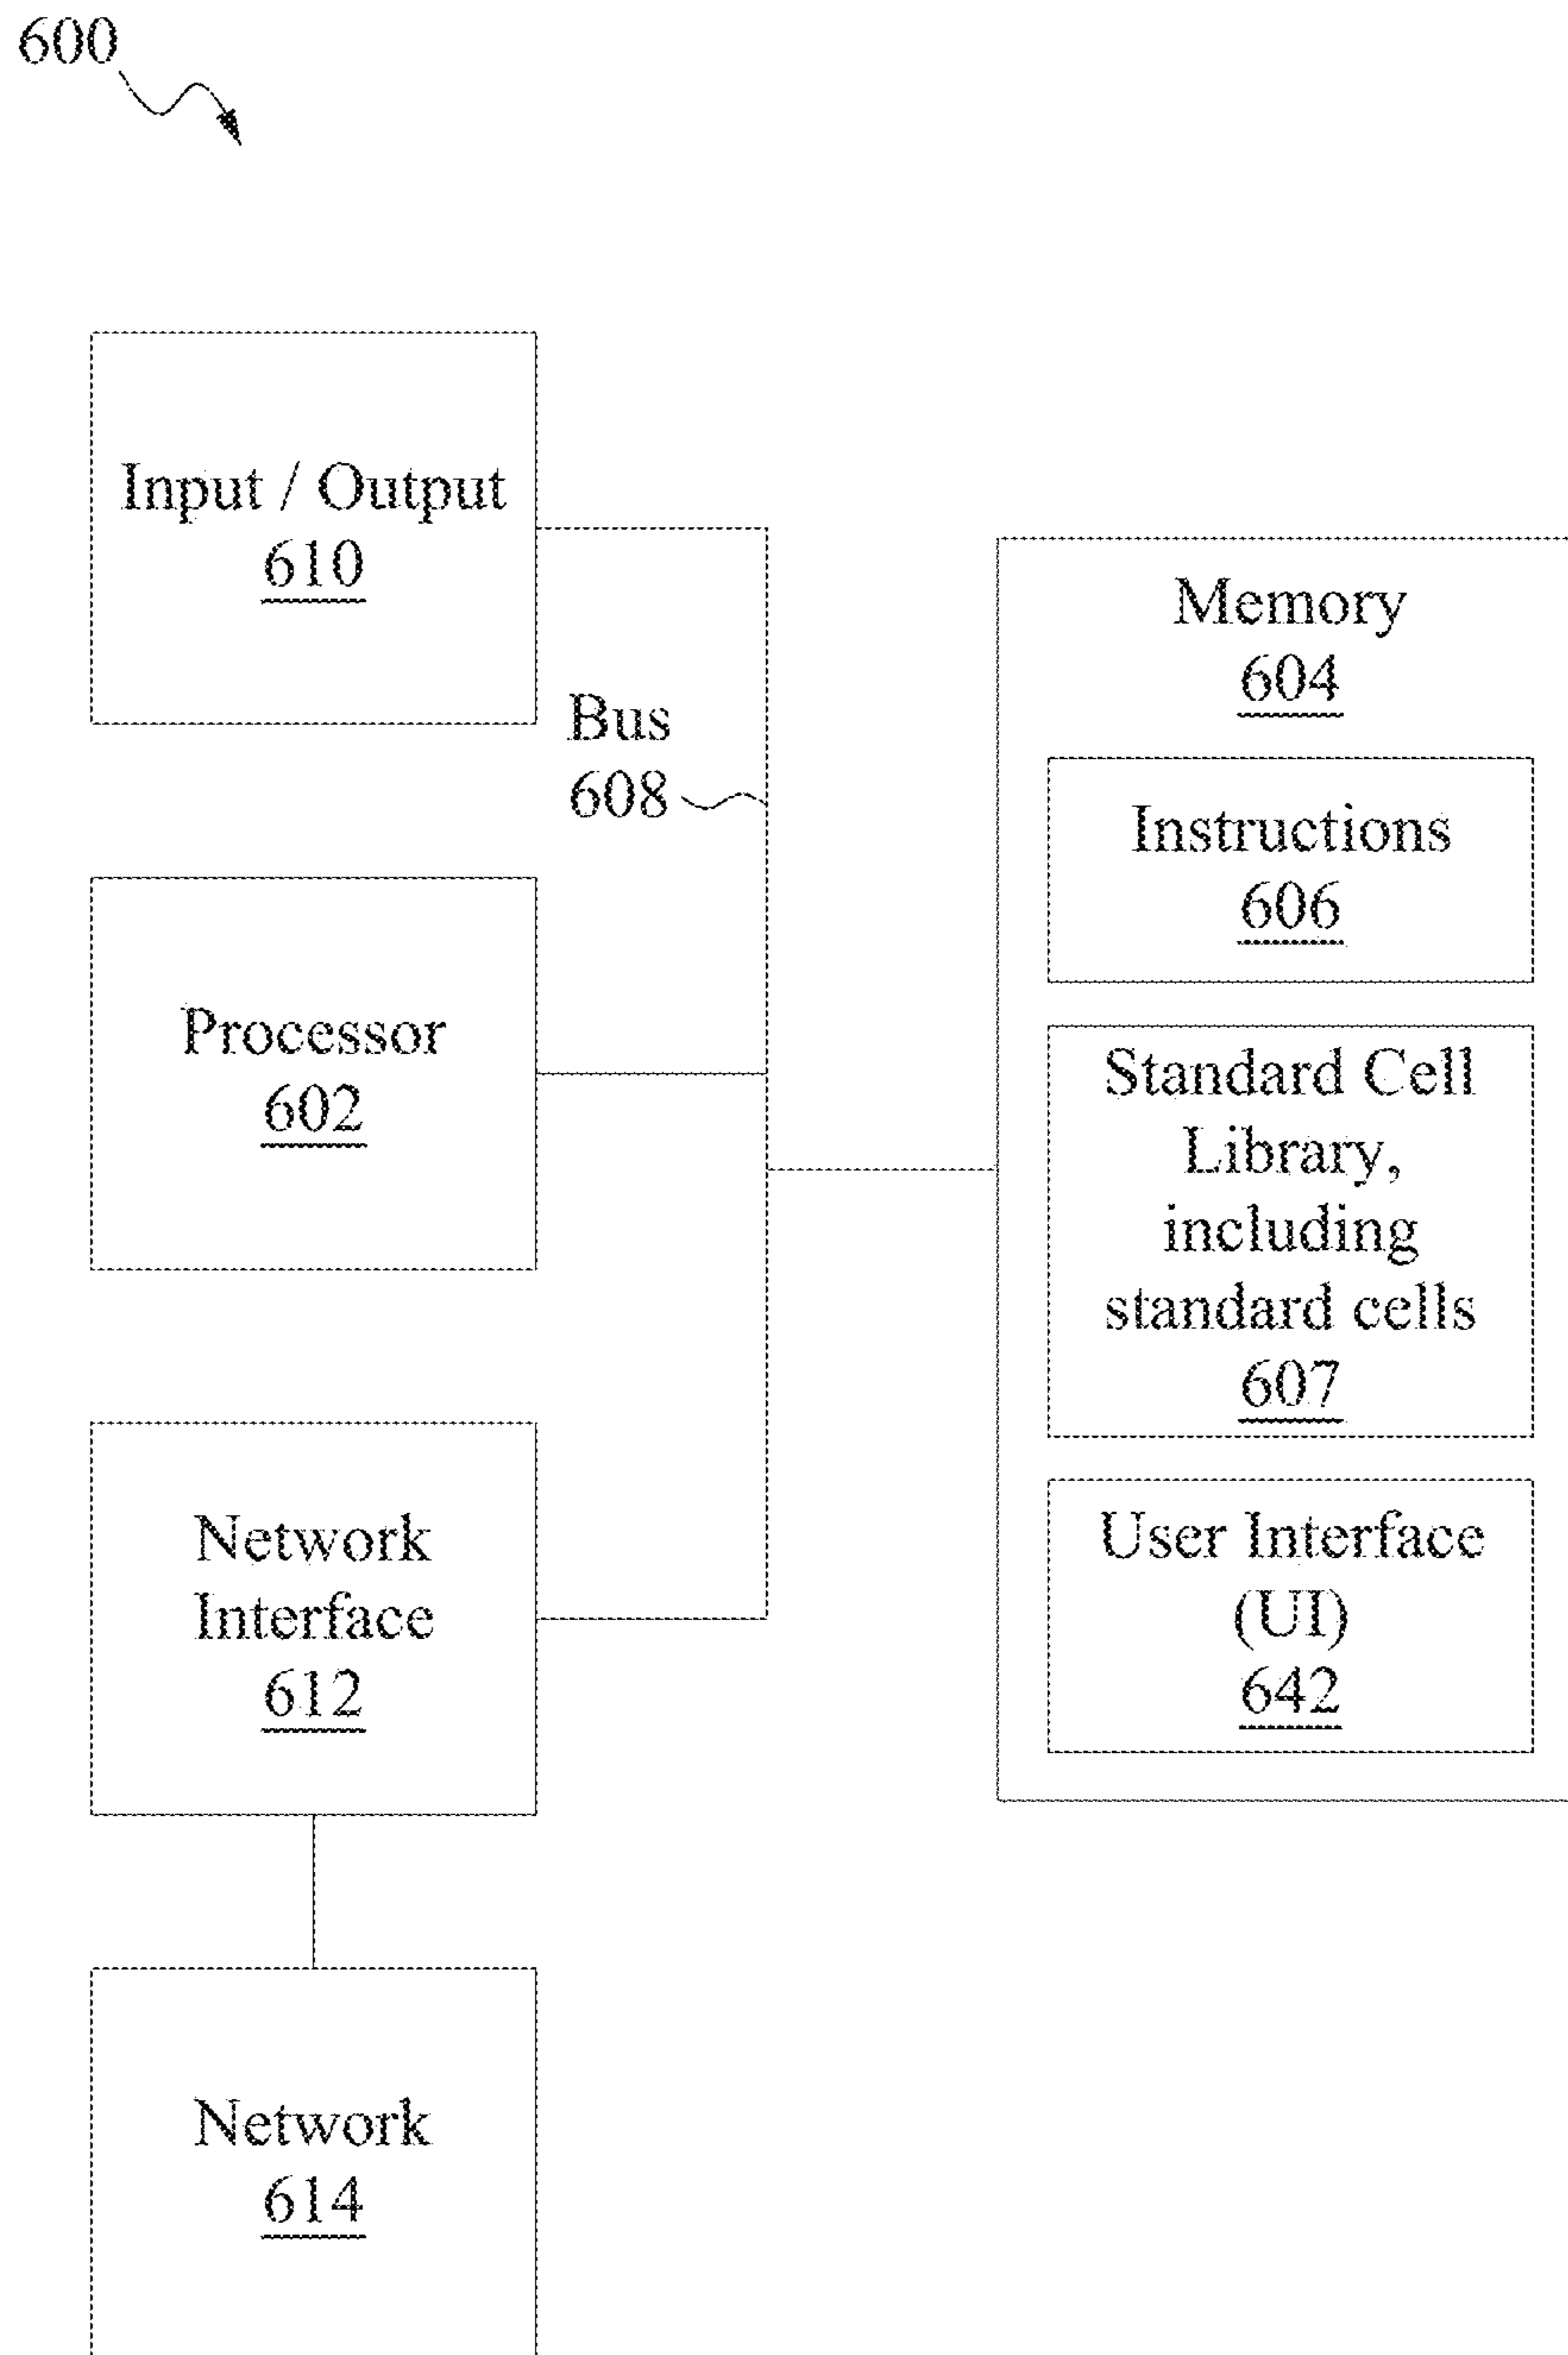 600
Input / Output
610
Bus
608
Processor
602
Network
Interface
612
Network
614
Memory
604
Instructions
606
Standard Cell
Library,
including
standard cells
607
User Interface
(UI)
642